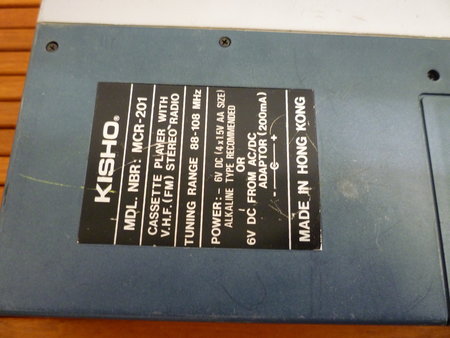 KISHO®
MDL. NBR: MCR-201
CASSETTE PLAYER WITH
V.H.F.(FM) STEREO RADIO
TUNING RANGE 88-108 MHz
POWER:- 6V DC (4x1.5V AA SIZE)
ALKALINE TYPE RECOMMENDED
OR
6V DC FROM AC/DC
ADAPTOR (200mA)
- -C- +
MADE IN HONG KONG